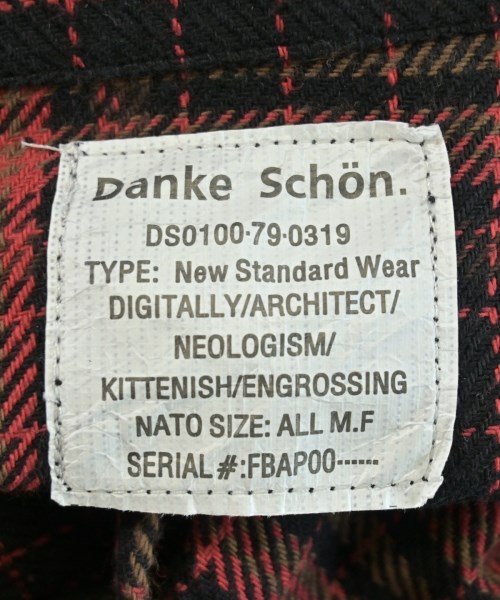 Danke Schön.
DS0100·79·0319
TYPE: New Standard Wear
DIGITALLY/ARCHITECT/
NEOLOGISM/
KITTENISH/ENGROSSING
NATO SIZE: ALL M.F
SERIAL #:FBAP00------